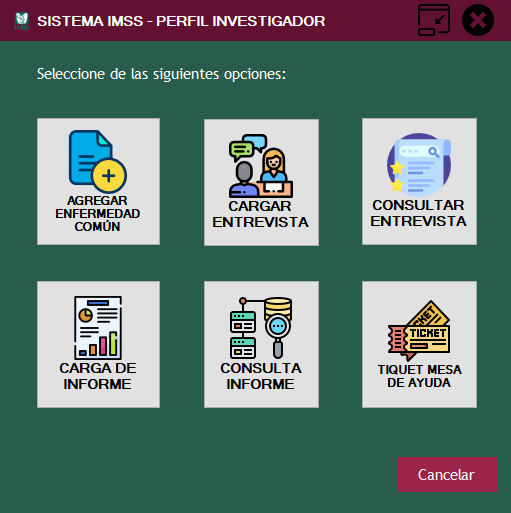 SISTEMA IMSS - PERFIL INVESTIGADOR
Seleccione de las siguientes opciones:
AGREGAR
ENFERMEDAD
COMÚN
CARGAR
ENTREVISTA
CONSULTAR
ENTREVISTA
CARGA DE
INFORME
CONSULTA
INFORME
TICKET
TICKET
TIQUET MESA
DE AYUDA
Cancelar